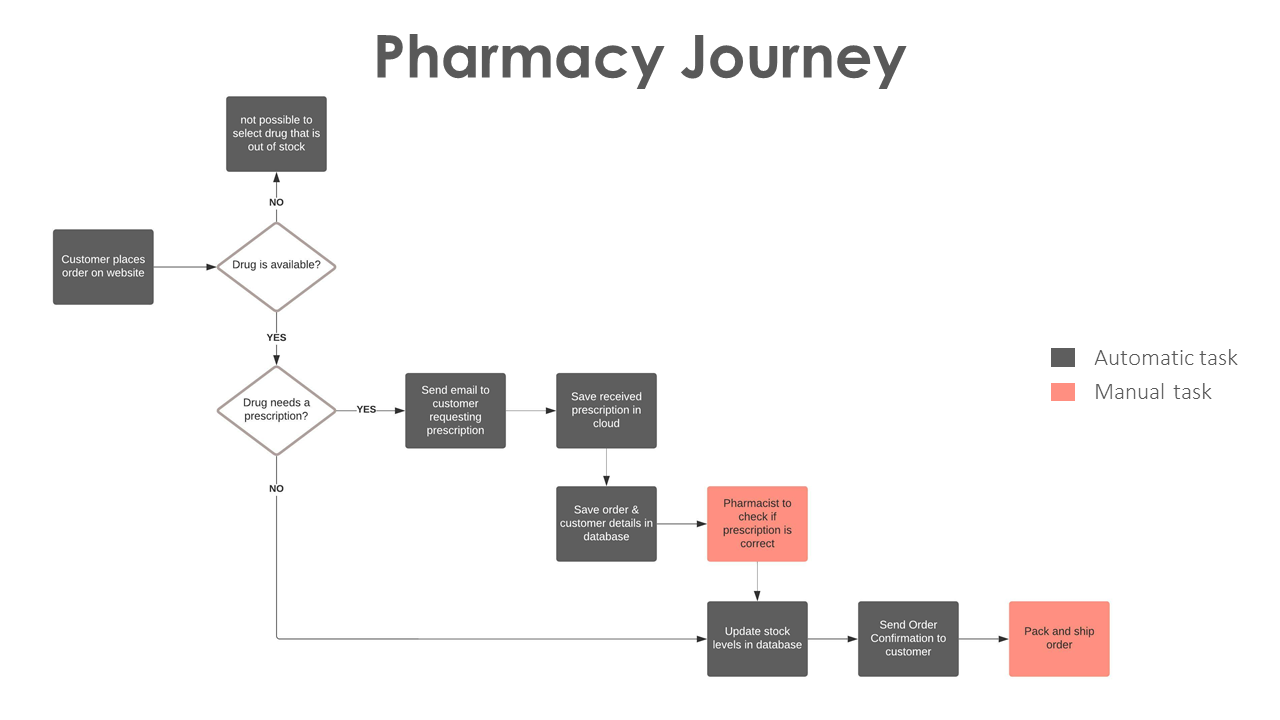 Pharmacy Journey
not possible to
select drug that is
out of stock
NO
Customer places
order on website
Drug is available?
YES
Drug needs a
prescription?
YES
Send email to
customer
requesting
prescription
Save received
prescription in
cloud
Automatic task
Manual task
NO
Save order &
customer details in
database
Pharmacist to
check if
prescription is
correct
Update stock
levels in database
Send Order
Confirmation to
customer
Pack and ship
order